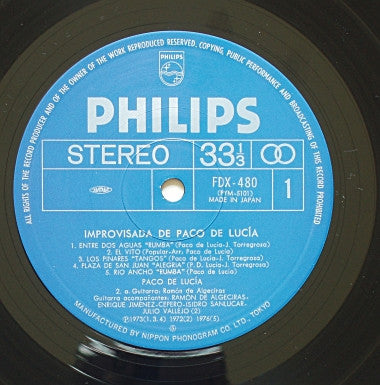 ALL RIGHTS OF THE RECORD PRODUCER AND OF THE OWNER OF THE WORK REPRODUCED RESERVED. COPYING, PUBLIC PERFORMANCE AND BROADCASTING OF THIS RECORD PROHIBITED
PHILIPS
PHILIPS
STEREO 33 1/3
FDX-480
(PYM-5101)
MADE IN JAPAN
1
IMPROVISADA DE PACO DE LUCÍA
1. ENTRE DOS AGUAS "RUMBA" (Paco de Lucía-J. Torregrosa)
2. EL VITO (Popular-Arr. Paco de Lucía)
3. LOS PINARES "TANGOS" (Paco de Lucía-J. Torregrosa)
4. PLAZA DE SAN JUAN "ALEGRIA" (P.D. Lucía-J. Torregrosa)
5. RIO ANCHO "RUMBA" (Paco de Lucía)
PACO DE LUCÍA
2. a Guitarra: Ramón de Algeciras
Guitarra acompañantes: RAMÓN DE ALGECIRAS-
ENRIQUE JIMENEZ-CEPERO-ISIDRO SANLUCAR-
JULIO VALLEJO (2)
Ⓟ1973(1.3.4) 1972(2) 1976(5)
MANUFACTURED BY NIPPON PHONOGRAM CO., LTD., TOKYO